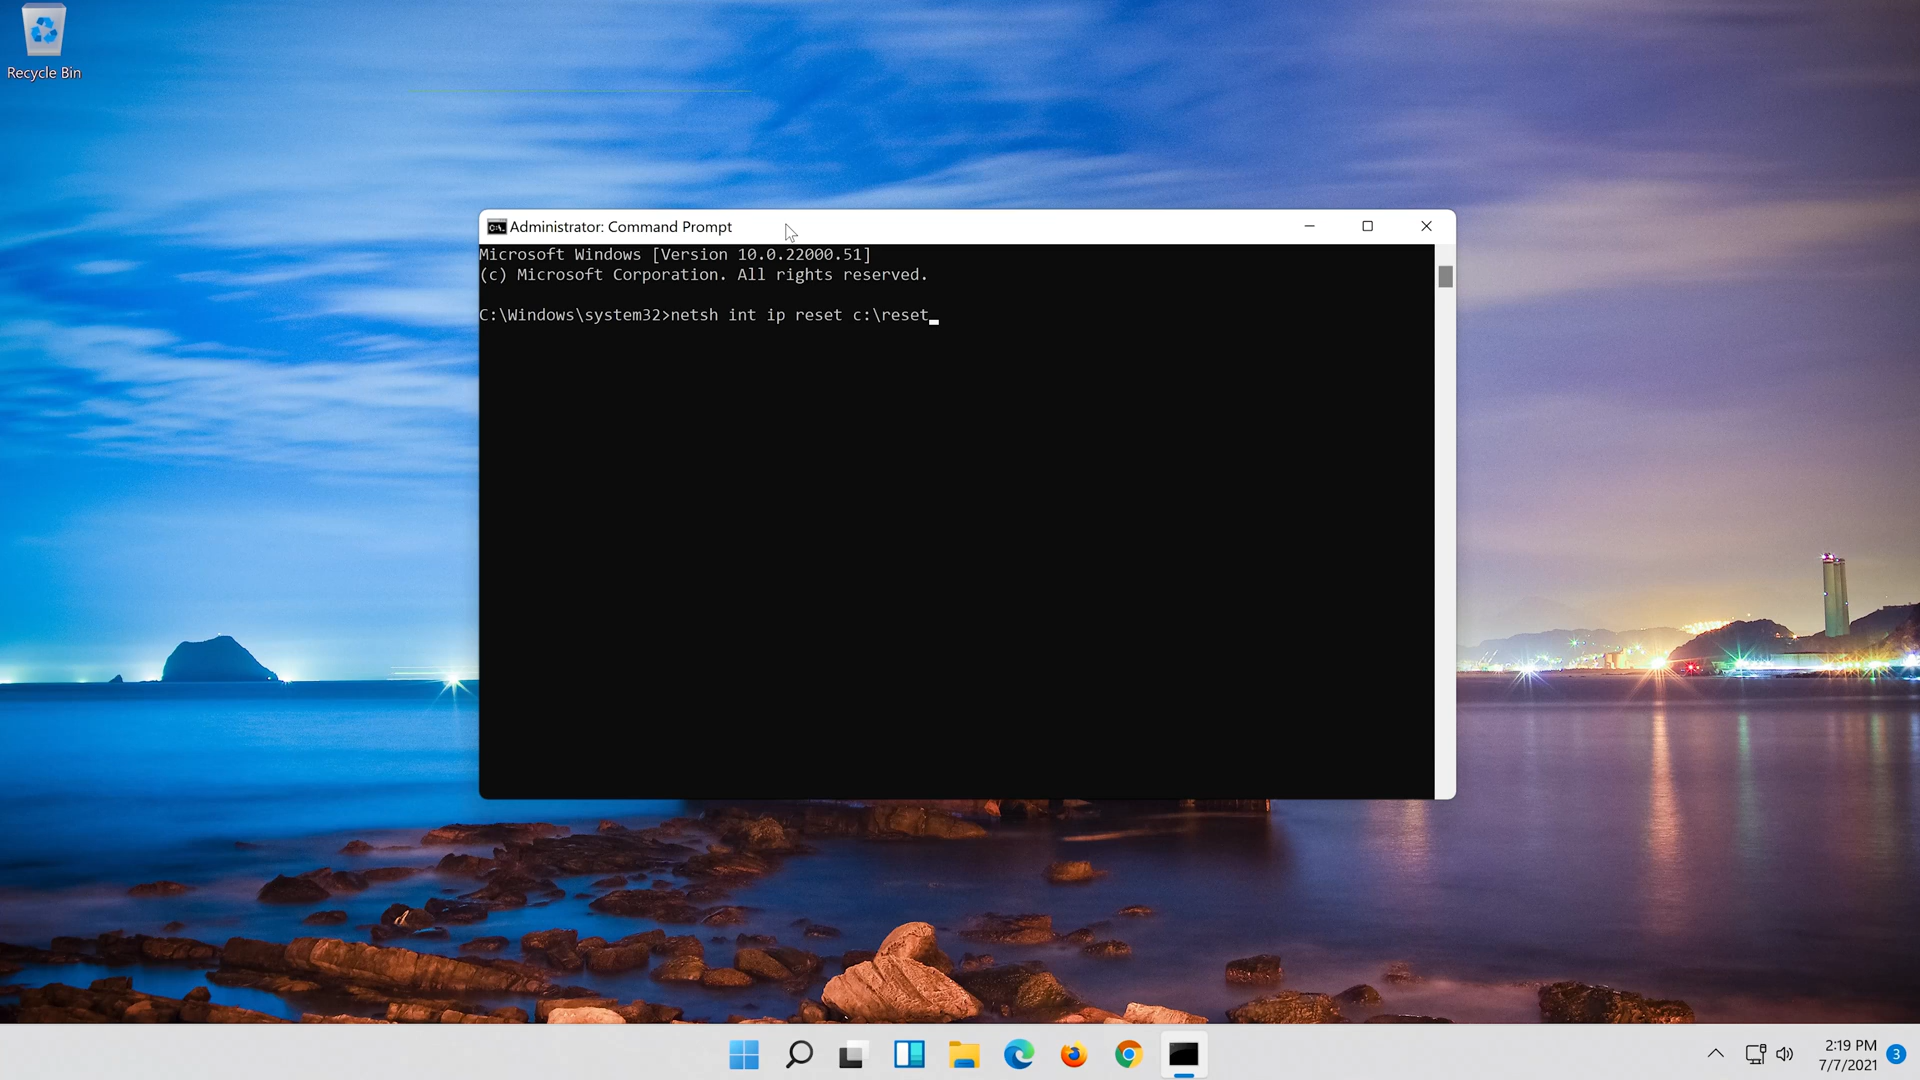 Recycle Bin
Administrator: Command Prompt
Microsoft Windows [Version 10.0.22000.51]
(c) Microsoft Corporation. All rights reserved.
C:\Windows\system32>netsh int ip reset c:\reset
2:19 PM
7/7/2021
3